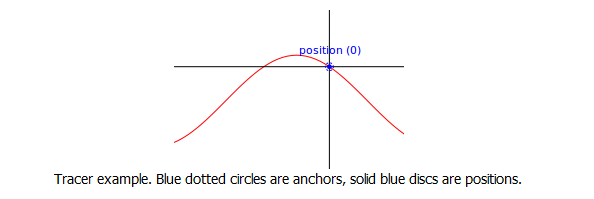 position (0)
Tracer example. Blue dotted circles are anchors, solid blue discs are positions.